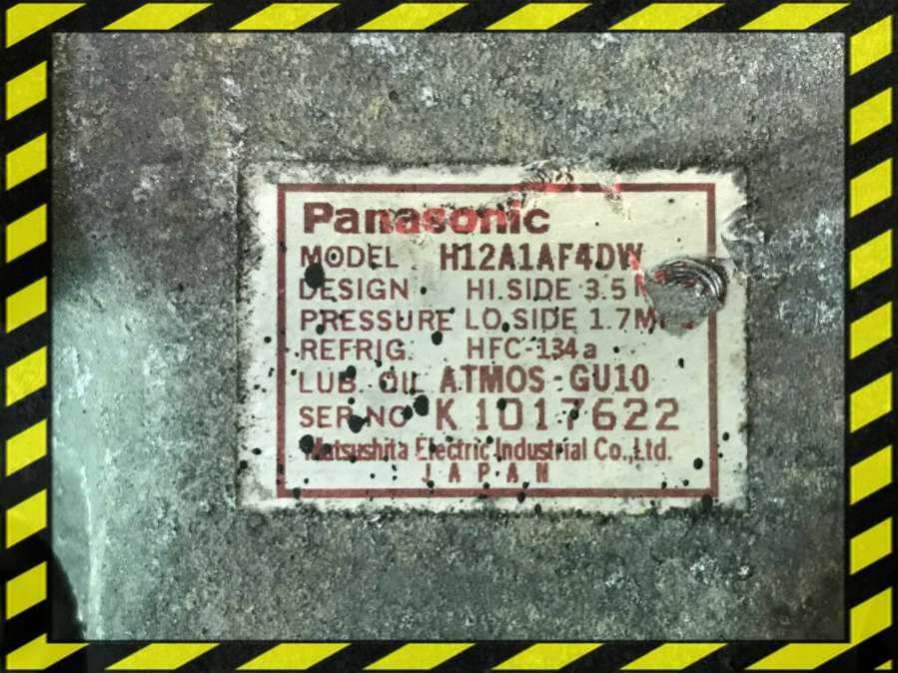 Panasonic
MODEL H12A1AF4DW
DESIGN HI.SIDE 3.5
PRESSURE LO.SIDE 1.7
REFRIG. HFC-134a
LUB. OIL ATMOS-GU10
SER.NO K1017622
Matsushita Electric Industrial Co.,Ltd.
JAPAN